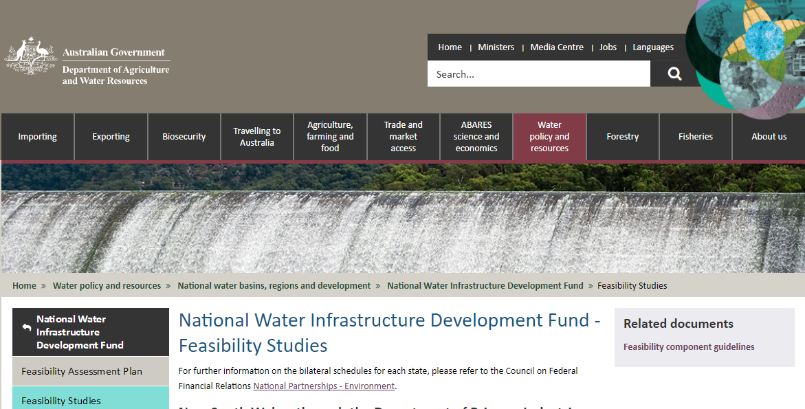 Australian Government
Department of Agriculture
and Water Resources
Home | Ministers | Media Centre | Jobs | Languages
Search...
Importing
Exporting
Biosecurity
Travelling to
Australia
Agriculture,
farming and
food
Trade and
market
access
ABARES
science and
economics
Water
policy and
resources
Forestry
Fisheries
About us
Home » Water policy and resources » National water basins, regions and development » National Water Infrastructure Development Fund » Feasibility Studies
National Water
Infrastructure
Development Fund
Feasibility Assessment Plan
Feasibility Studies
National Water Infrastructure Development Fund -
Feasibility Studies
For further information on the bilateral schedules for each state, please refer to the Council on Federal
Financial Relations National Partnerships - Environment.
Related documents
Feasibility component guidelines